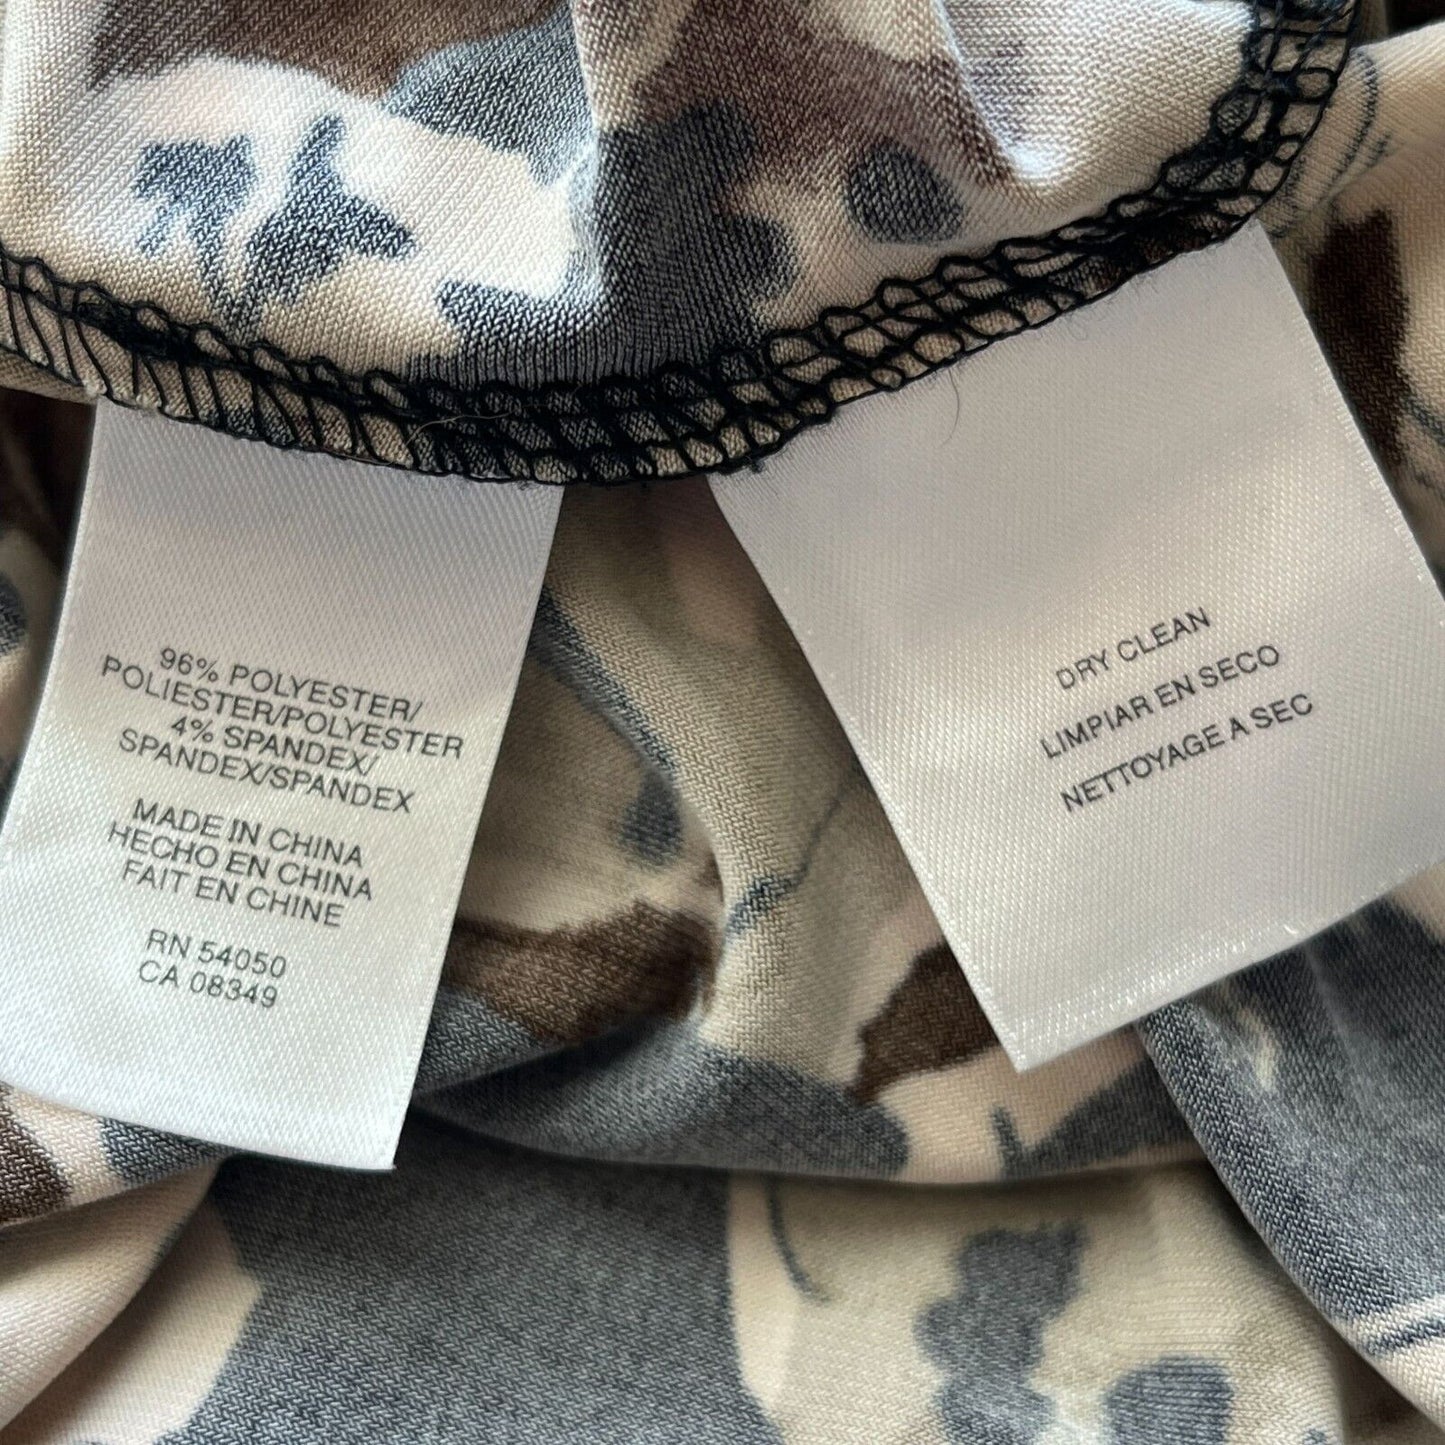 96% POLYESTER/
POLIESTER/POLYESTER
4% SPANDEX/
SPANDEX/SPANDEX
MADE IN CHINA
HECHO EN CHINA
FAIT EN CHINE
RN 54050
CA 08349
DRY CLEAN
LIMPIAR EN SECO
NETTOYAGE A SEC